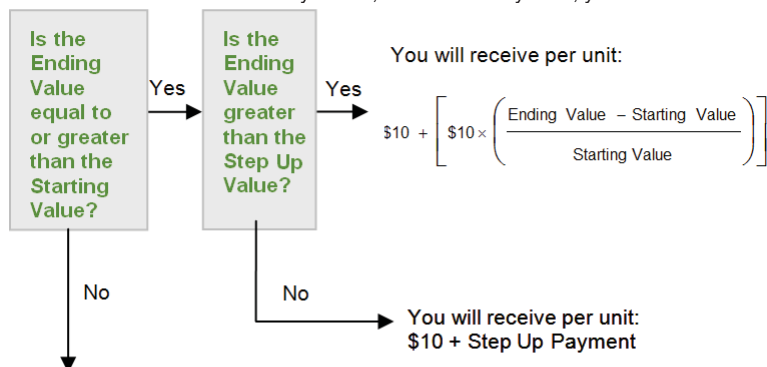 Is the
Ending
Value
equal to
or greater
than the
Starting
Value?
Yes
Is the
Ending
Value
greater
than the
Step Up
Value?
Yes
You will receive per unit:
$10 + [ $10 × ( Ending Value – Starting Value
Starting Value ) ]
No
No
You will receive per unit:
$10 + Step Up Payment